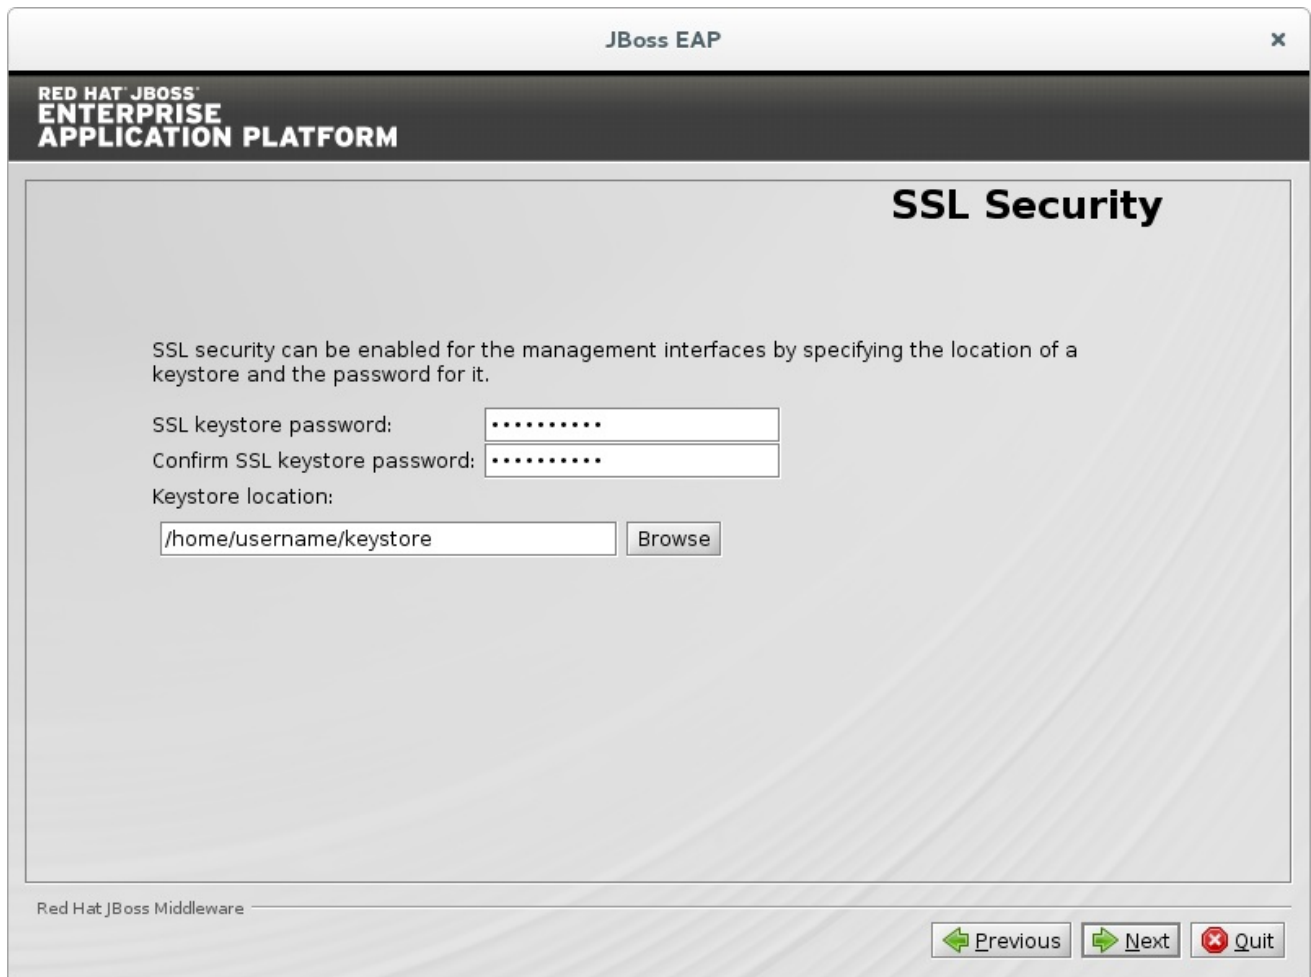 JBoss EAP
RED HAT JBOSS
ENTERPRISE
APPLICATION PLATFORM
SSL Security
SSL security can be enabled for the management interfaces by specifying the location of a
keystore and the password for it.
SSL keystore password: ••••••••••
Confirm SSL keystore password: ••••••••••
Keystore location:
/home/username/keystore Browse
Red Hat JBoss Middleware
Previous Next Quit